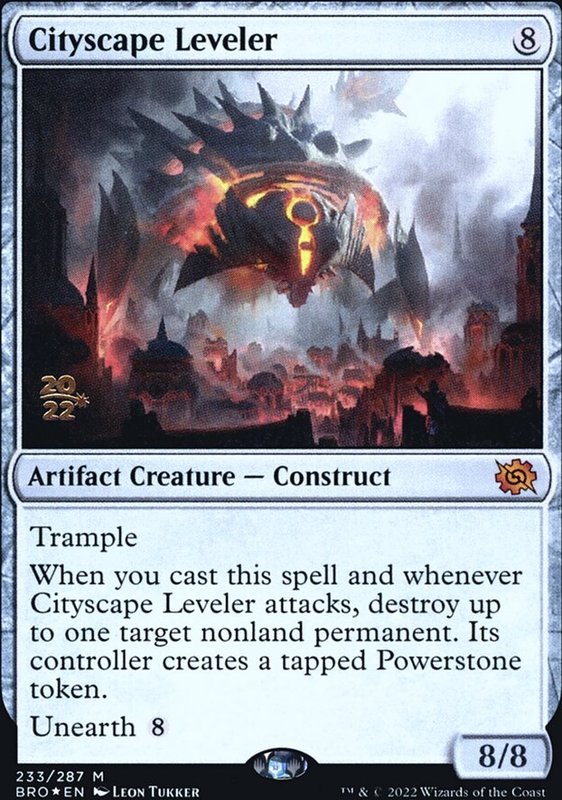 Cityscape Leveler 8
20
22
Artifact Creature — Construct
Trample
When you cast this spell and whenever
Cityscape Leveler attacks, destroy up
to one target nonland permanent. Its
controller creates a tapped Powerstone
token.
Unearth 8
8/8
233/287 M
BRO★EN Leon Tukker
™ & © 2022 Wizards of the Coast